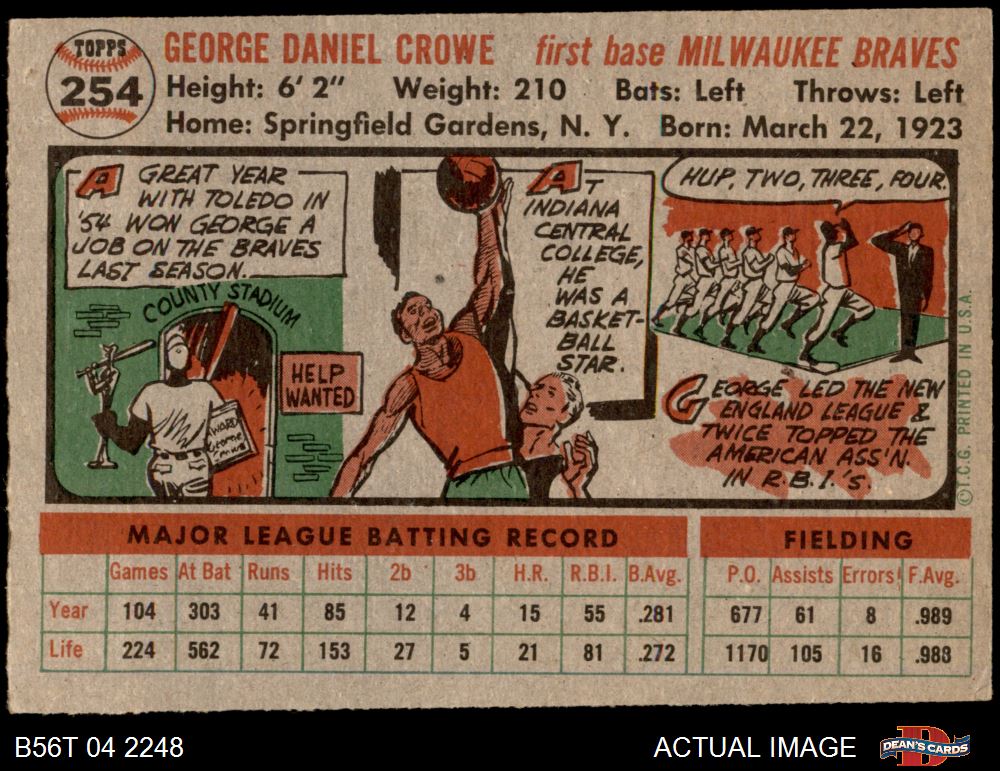 TOPPS
254
GEORGE DANIEL CROWE first base MILWAUKEE BRAVES
Height: 6' 2" Weight: 210 Bats: Left Throws: Left
Home: Springfield Gardens, N. Y. Born: March 22, 1923
A GREAT YEAR
WITH TOLEDO IN
'54 WON GEORGE A
JOB ON THE BRAVES
LAST SEASON.
COUNTY STADIUM
HELP
WANTED
AT
INDIANA
CENTRAL
COLLEGE,
HE
WAS A
BASKET-
BALL
STAR.
HUP, TWO, THREE, FOUR.
GEORGE LED THE NEW
ENGLAND LEAGUE &
TWICE TOPPED THE
AMERICAN ASS'N.
IN R.B.I.'s.
© T.C.G. PRINTED IN U.S.A.
MAJOR LEAGUE BATTING RECORD FIELDING
Games At Bat Runs Hits 2b 3b H.R. R.B.I. B.Avg. P.O. Assists Errors F.Avg.
Year 104 303 41 85 12 4 15 55 .281 677 61 8 .989
Life 224 562 72 153 27 5 21 81 .272 1170 105 16 .988
B56T 04 2248 ACTUAL IMAGE DEAN'S CARDS